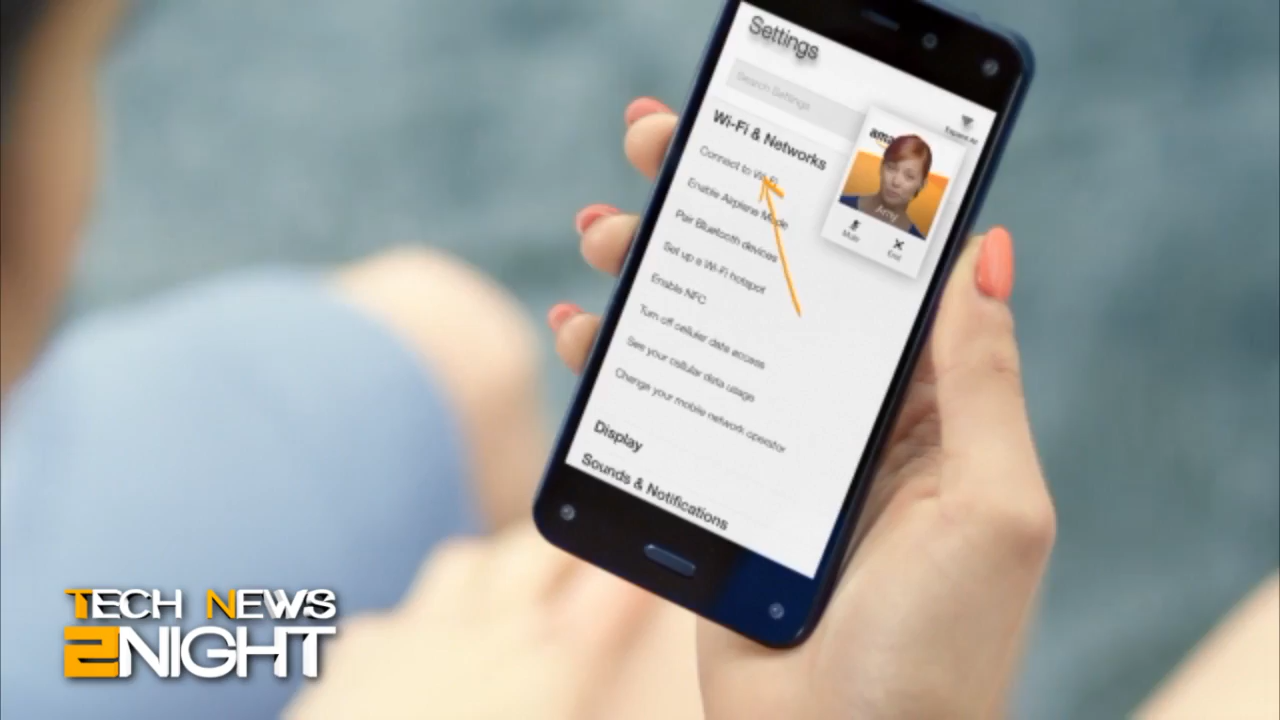 Settings
Search Settings
Expand All
Wi-Fi & Networks
Connect to Wi-Fi
Enable Airplane Mode
Pair Bluetooth devices
Set up a Wi-Fi hotspot
Enable NFC
Turn off cellular data access
See your cellular data usage
Change your mobile network operator
Display
Sounds & Notifications
Amy
Mute
End
TECH NEWS
2NIGHT